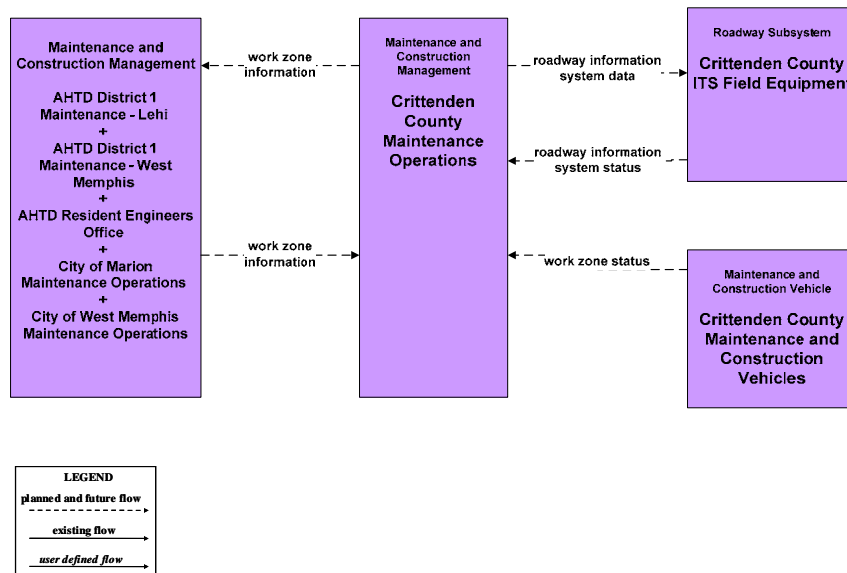 Maintenance and
Construction Management
AHTD District 1
Maintenance - Lehi
+
AHTD District 1
Maintenance - West
Memphis
+
AHTD Resident Engineers
Office
+
City of Marion
Maintenance Operations
+
City of West Memphis
Maintenance Operations
work zone
information
work zone
information
Maintenance and
Construction
Management
Crittenden
County
Maintenance
Operations
roadway information
system data
roadway information
system status
work zone status
Roadway Subsystem
Crittenden County
ITS Field Equipment
Maintenance and
Construction Vehicle
Crittenden County
Maintenance and
Construction
Vehicles
LEGEND
planned and future flow
existing flow
user defined flow